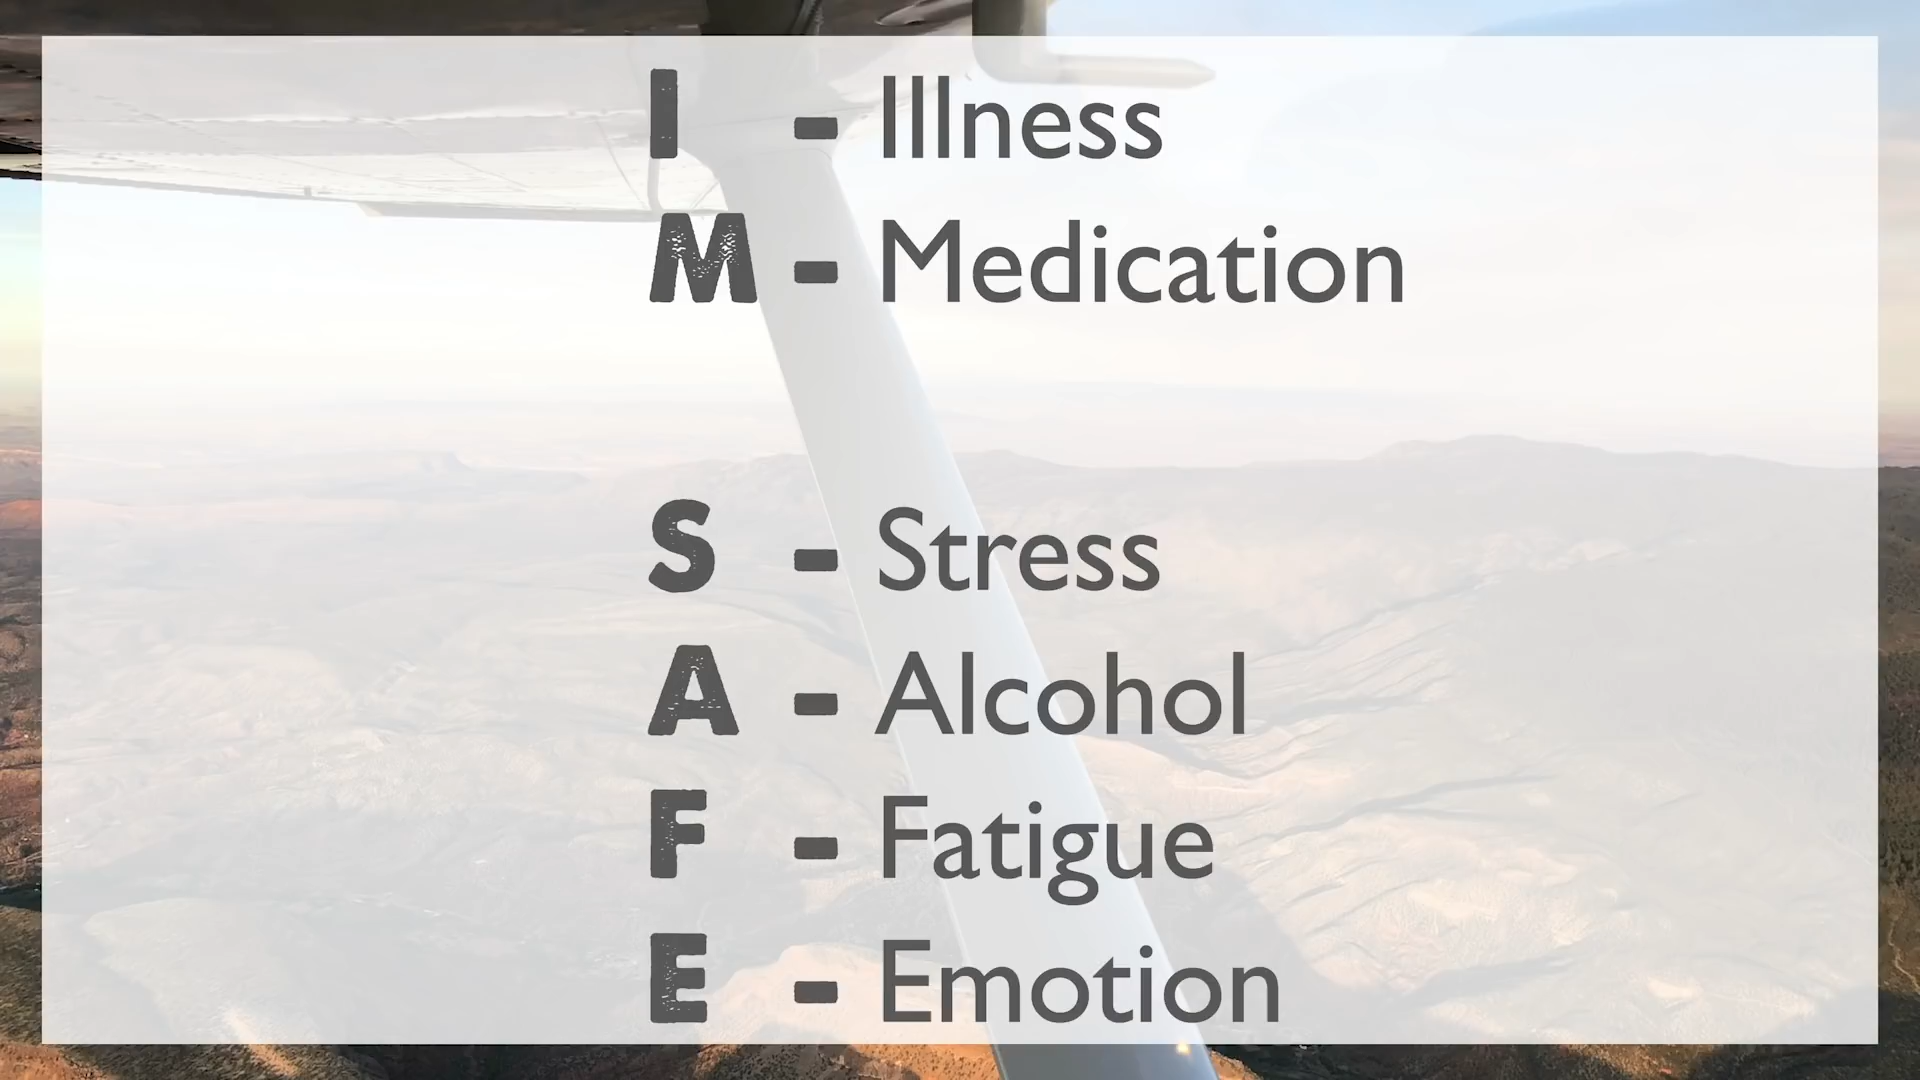 I - Illness
M - Medication
S - Stress
A - Alcohol
F - Fatigue
E - Emotion